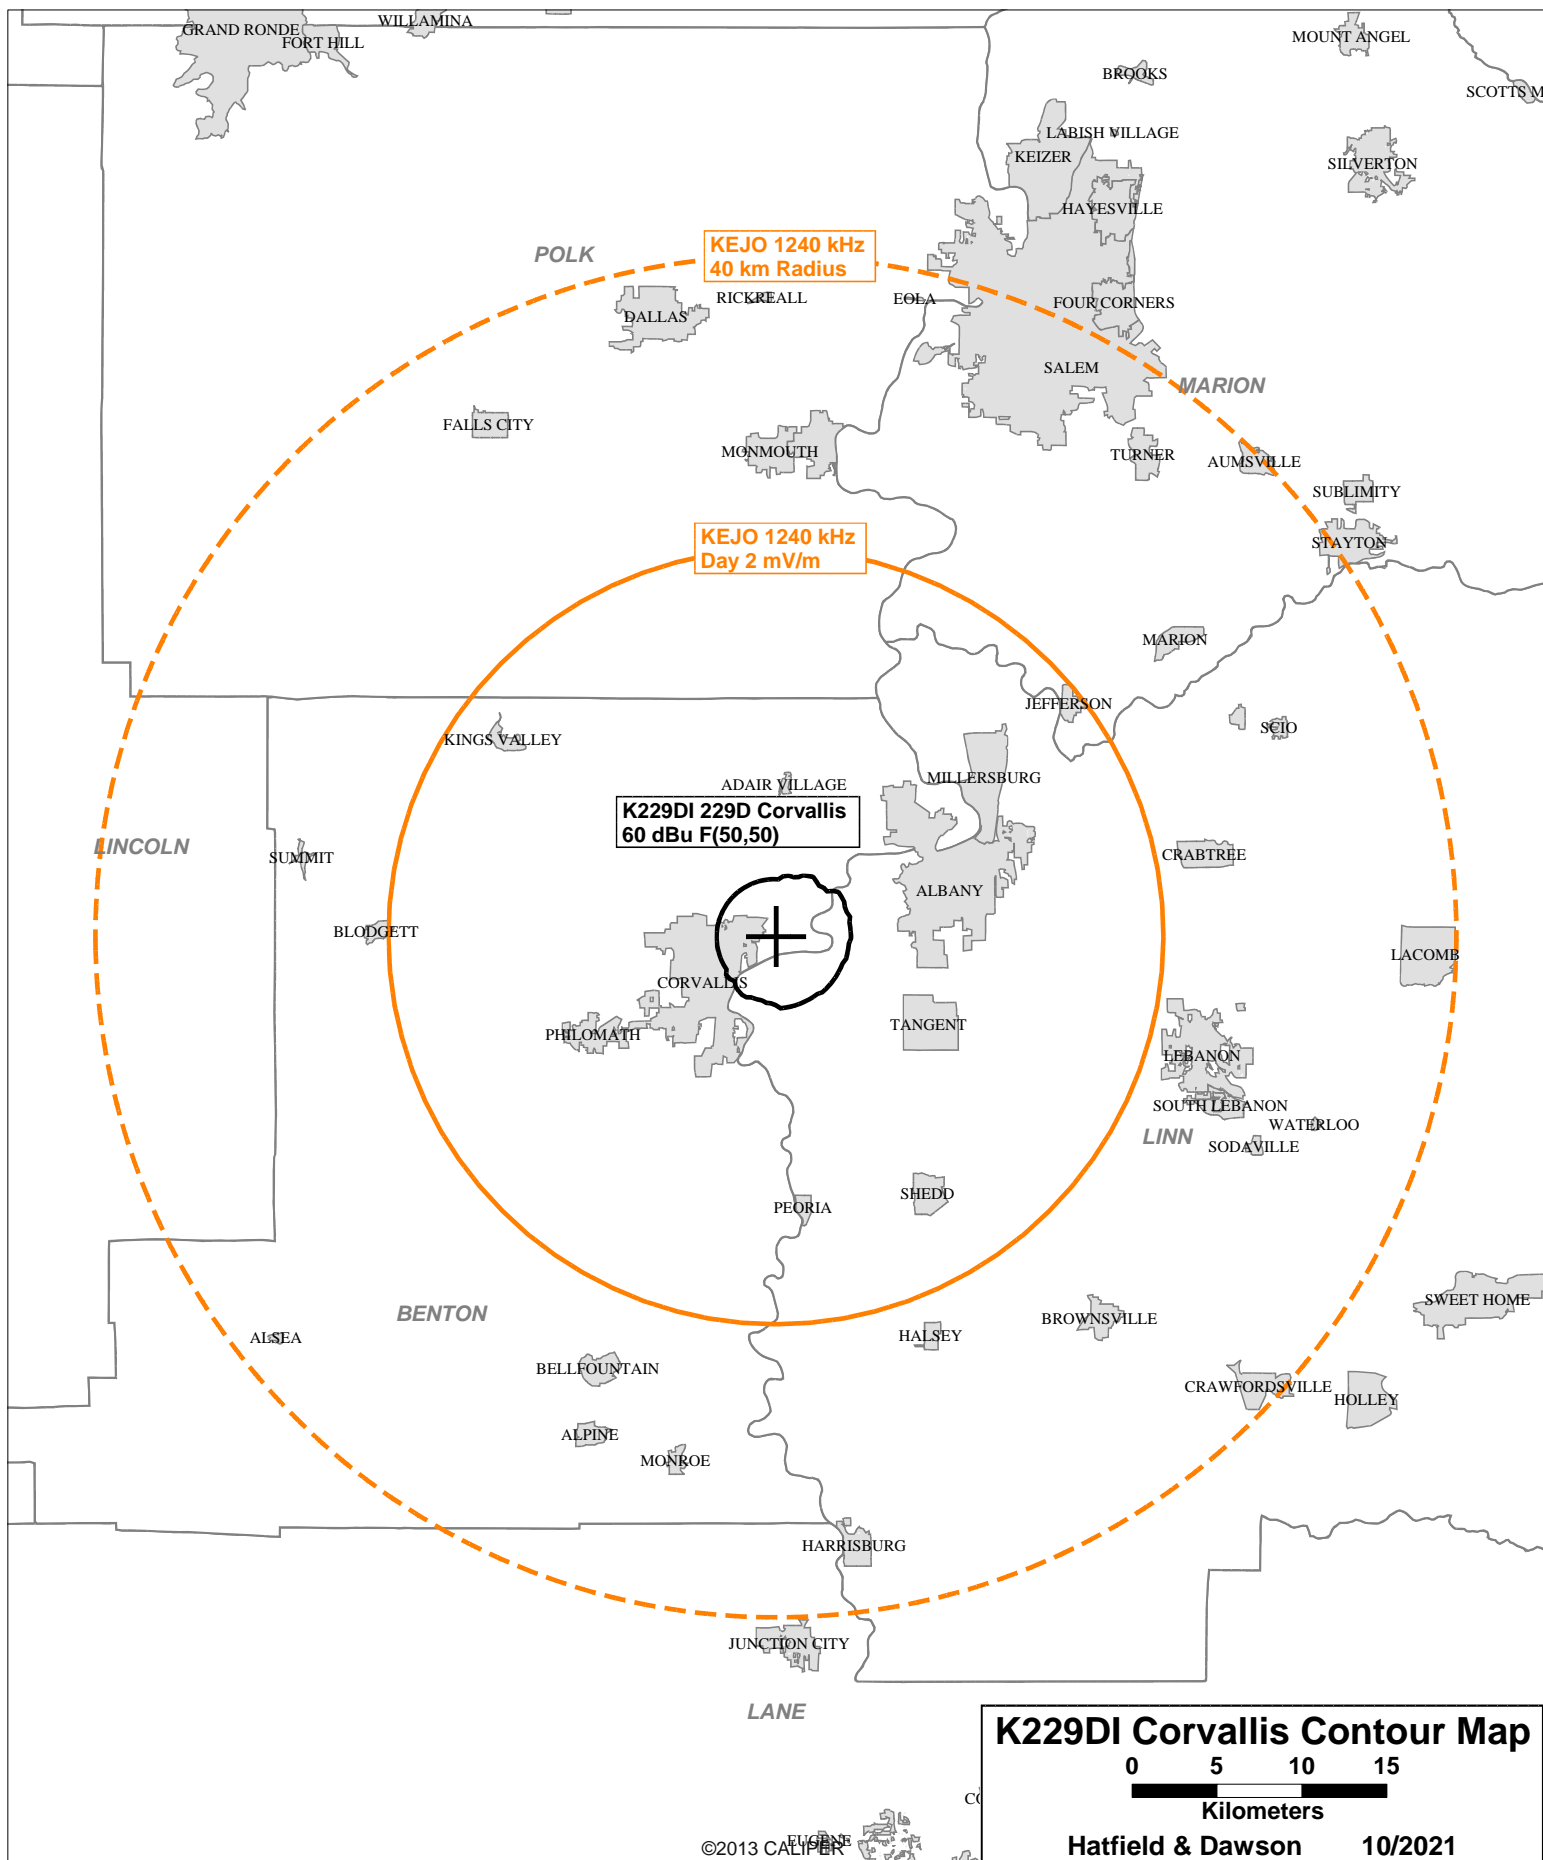 GRAND RONDE
FORT HILL
WILLAMINA
MOUNT ANGEL
BROOKS
SCOTTS M
LABISH VILLAGE
KEIZER
SILVERTON
HAYESVILLE
POLK
KEJO 1240 kHz
40 km Radius
RICKREALL
EOLA
FOUR CORNERS
DALLAS
SALEM
MARION
FALLS CITY
MONMOUTH
TURNER
AUMSVILLE
SUBLIMITY
STAYTON
KEJO 1240 kHz
Day 2 mV/m
MARION
JEFFERSON
SCIO
KINGS VALLEY
ADAIR VILLAGE
MILLERSBURG
K229DI 229D Corvallis
60 dBu F(50,50)
LINCOLN
SUMMIT
CRABTREE
ALBANY
BLODGETT
LACOMB
CORVALLIS
TANGENT
PHILOMATH
LEBANON
SOUTH LEBANON
WATERLOO
LINN
SODAVILLE
SHEDD
PEORIA
BENTON
SWEET HOME
BROWNSVILLE
ALSEA
HALSEY
BELLFOUNTAIN
CRAWFORDSVILLE
HOLLEY
ALPINE
MONROE
HARRISBURG
JUNCTION CITY
LANE
K229DI Corvallis Contour Map
0 5 10 15
Kilometers
CO
Hatfield & Dawson 10/2021
EUGENE
©2013 CALIPER